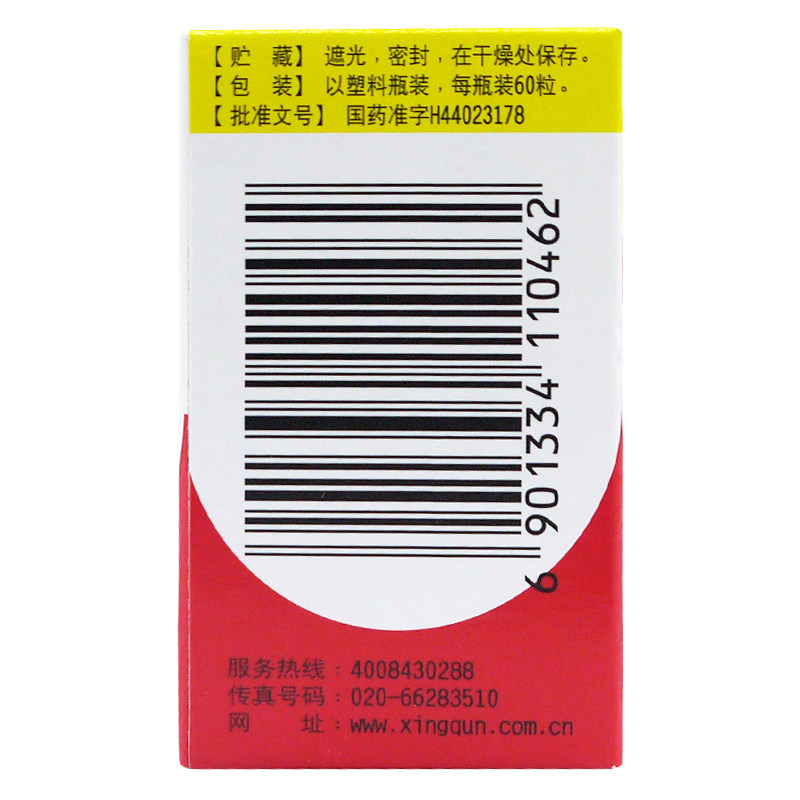 【贮　藏】 遮光，密封，在干燥处保存。
【包　装】 以塑料瓶装，每瓶装60粒。
【批准文号】 国药准字H44023178
6 901334 110462
服务热线：4008430288
传真号码：020-66283510
网　　址：www.xingqun.com.cn